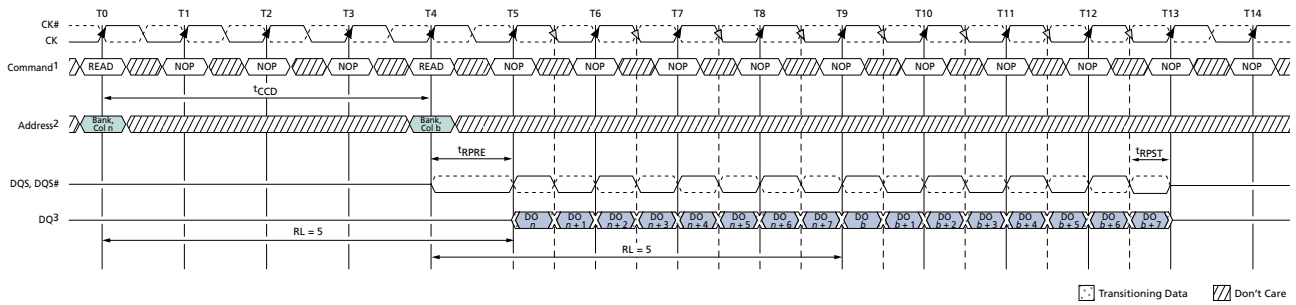 T0 T1 T2 T3 T4 T5 T6 T7 T8 T9 T10 T11 T12 T13 T14
CK#
CK
Command1 READ NOP NOP NOP READ NOP NOP NOP NOP NOP NOP NOP NOP NOP NOP
tCCD
Address2 Bank, Col n Bank, Col b
tRPRE tRPST
DQS, DQS#
DQ3 DO n DO n + 1 DO n + 2 DO n + 3 DO n + 4 DO n + 5 DO n + 6 DO n + 7 DO b DO b + 1 DO b + 2 DO b + 3 DO b + 4 DO b + 5 DO b + 6 DO b + 7
RL = 5
RL = 5
Transitioning Data Don't Care